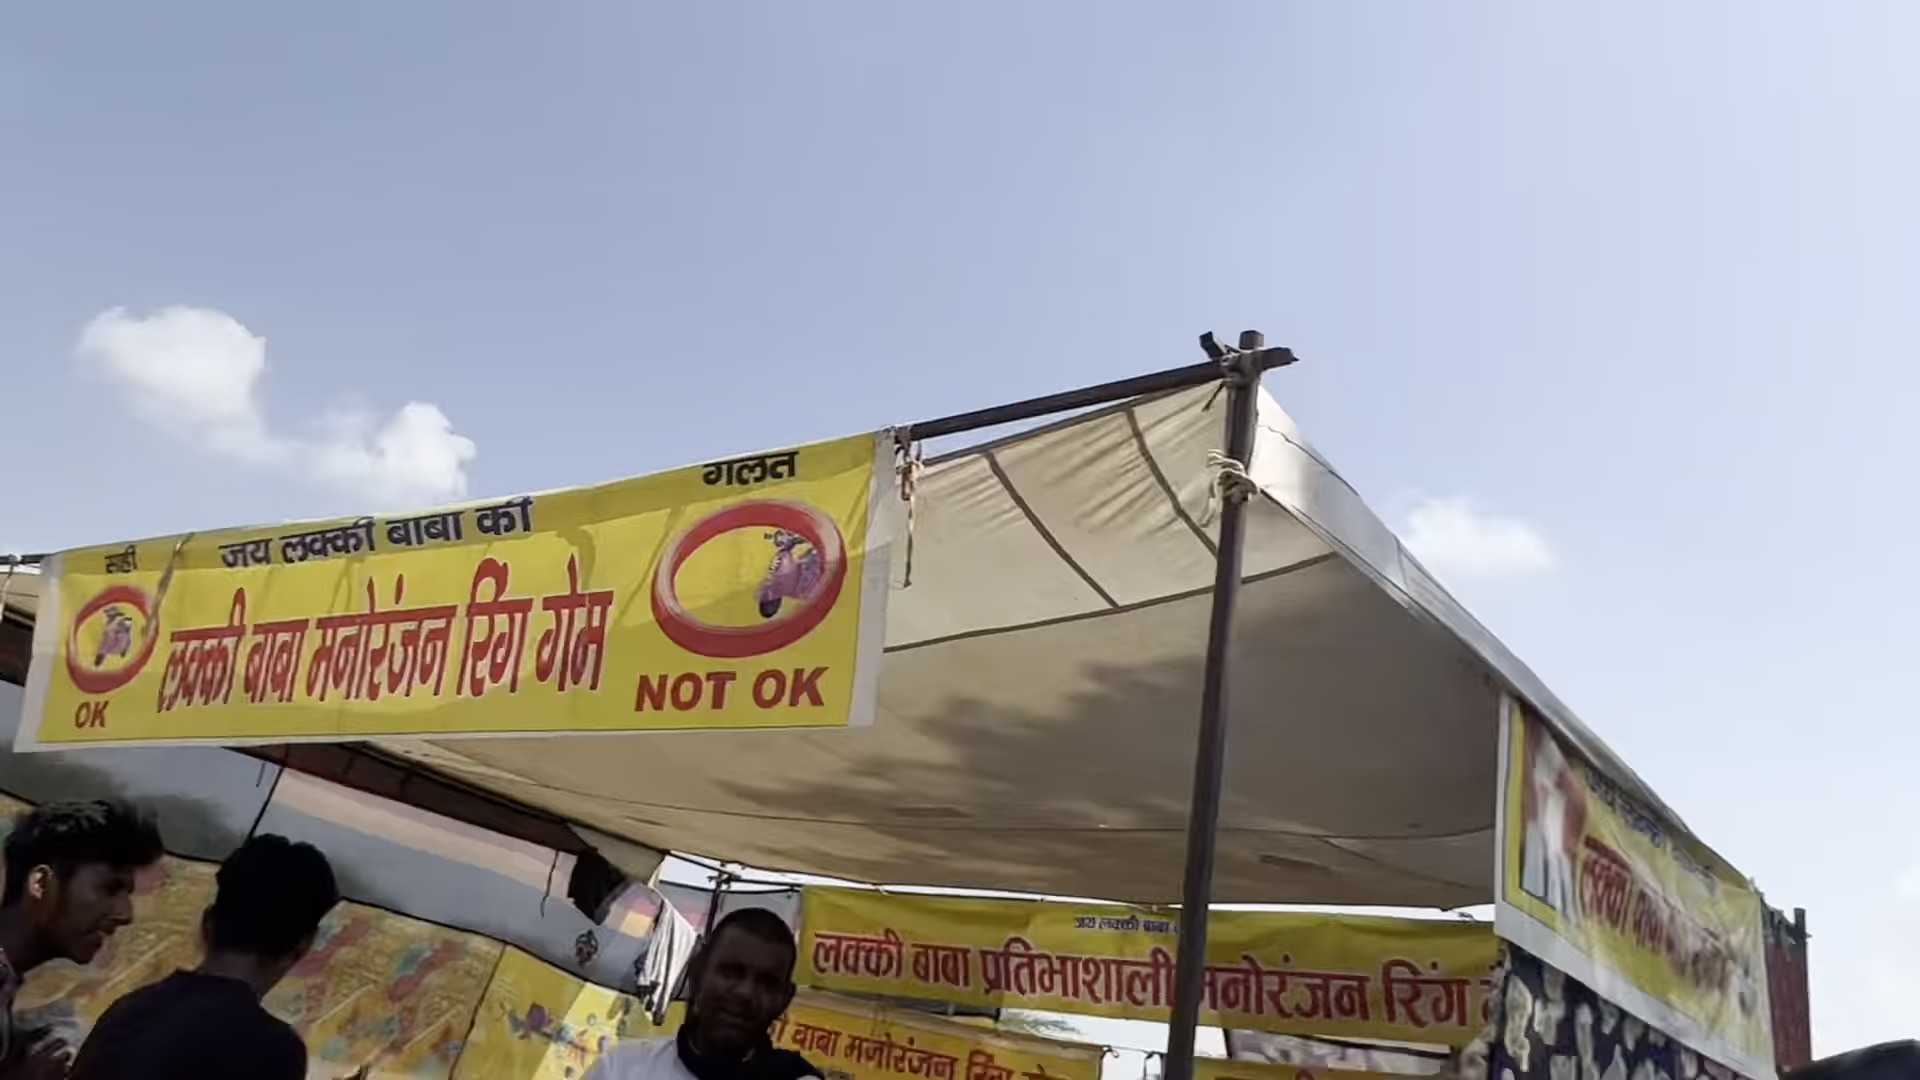 गलत
सही
जय लक्की बाबा की
लक्की बाबा मनोरंजन रिंग गेम
OK
NOT OK
जय लक्की बाबा
लक्की बाबा प्रतिभाशाली मनोरंजन रिंग
बाबा मनोरंजन रिंग गेम
लक्की बाबा